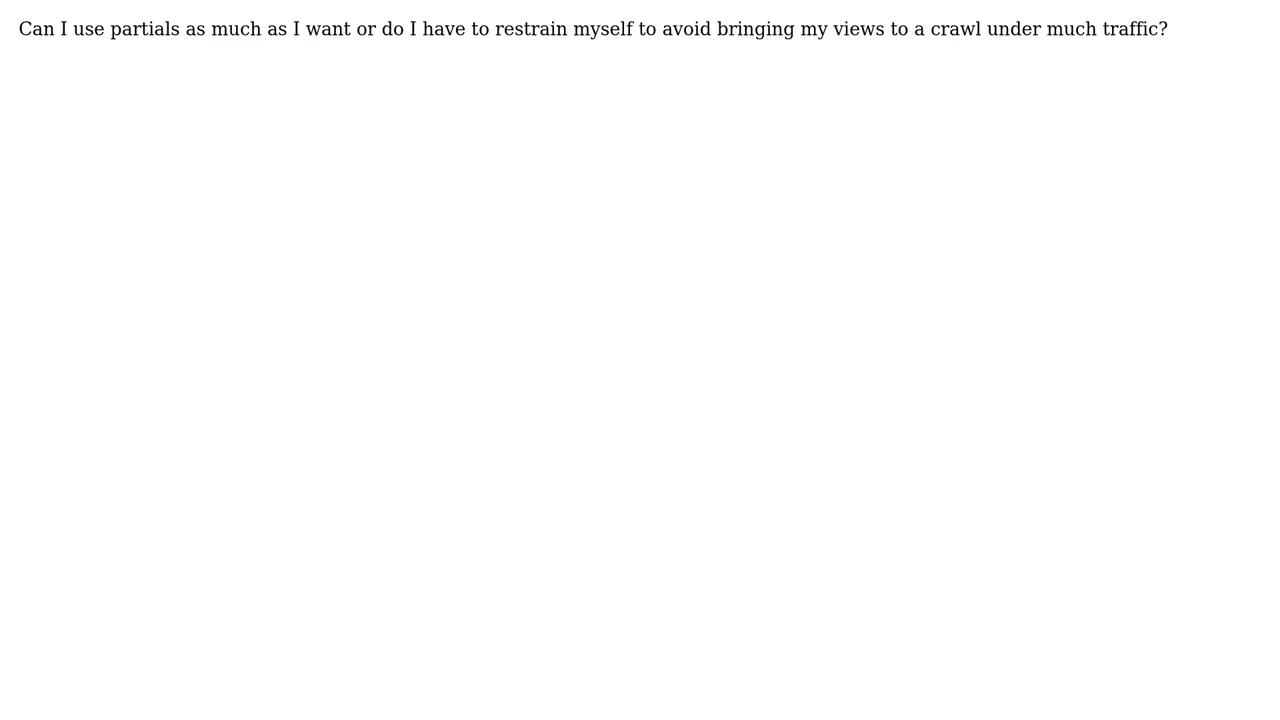 Can I use partials as much as I want or do I have to restrain myself to avoid bringing my views to a crawl under much traffic?